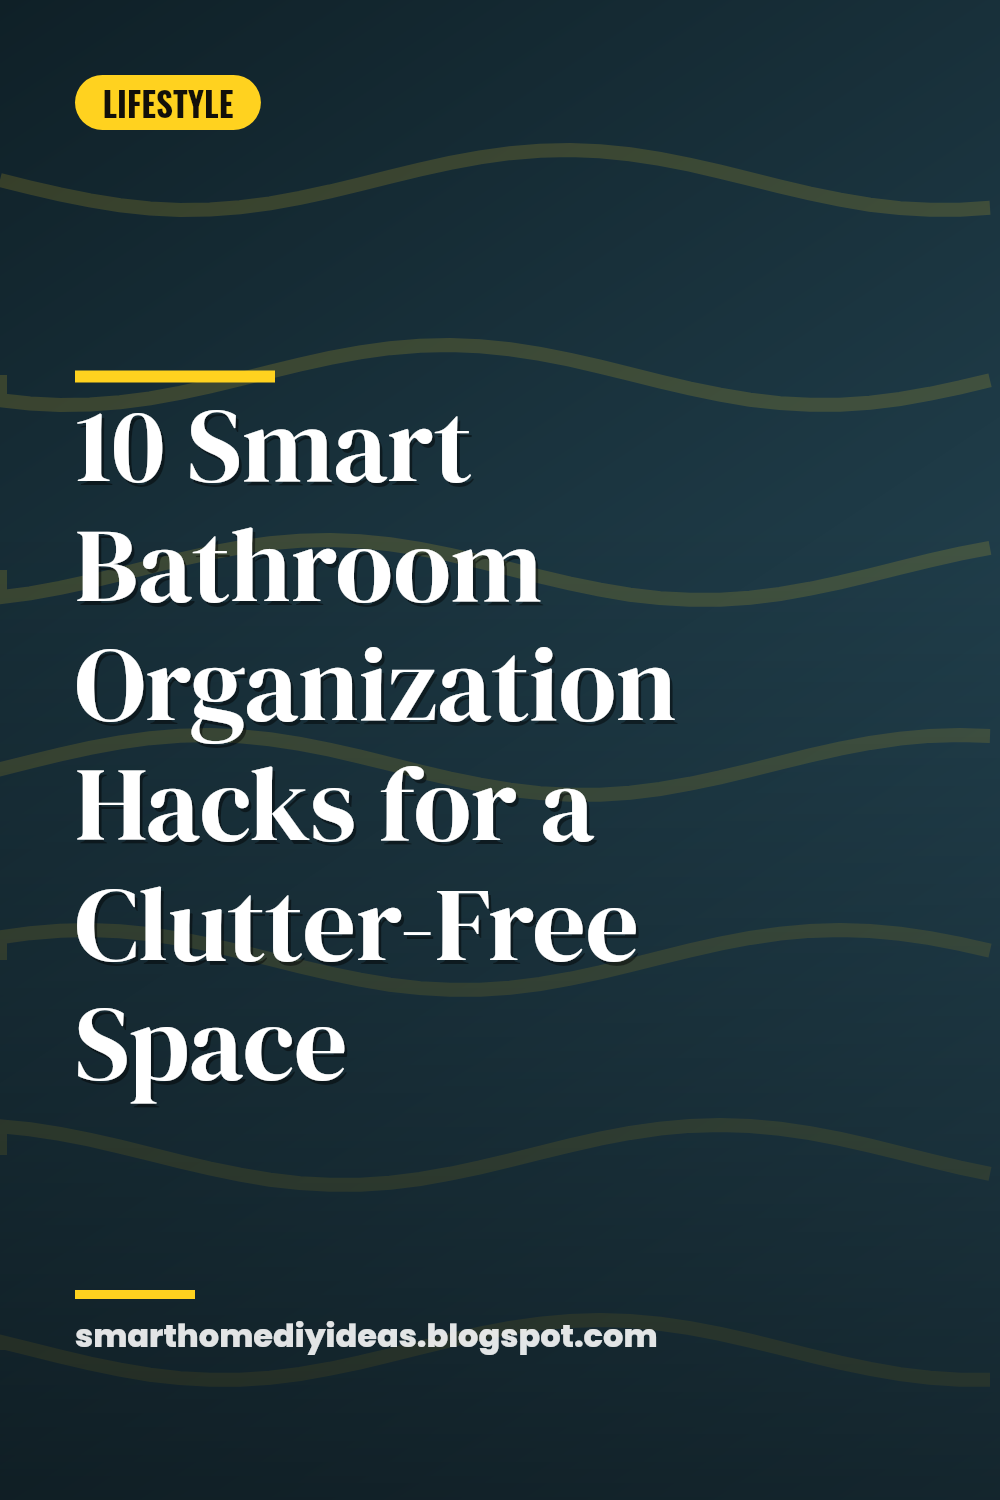 LIFESTYLE
10 Smart
Bathroom
Organization
Hacks for a
Clutter-Free
Space
smarthomediyideas.blogspot.com